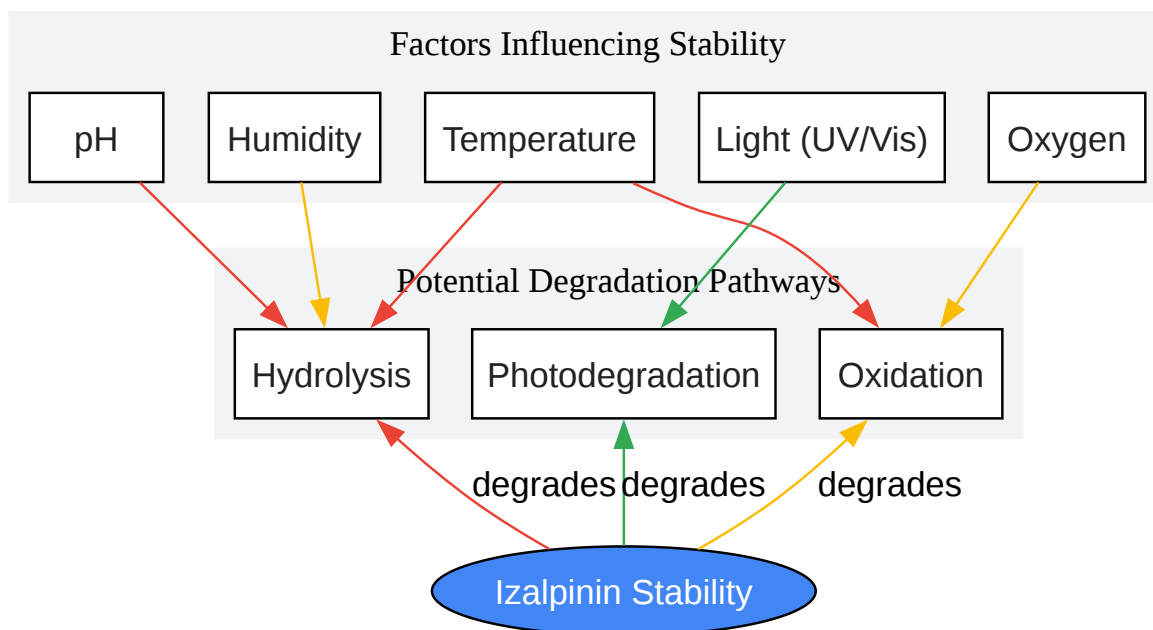 Factors Influencing Stability
pH
Humidity
Temperature
Light (UV/Vis)
Oxygen
Potential Degradation Pathways
Hydrolysis
Photodegradation
Oxidation
degrades
degrades
degrades
Izalpinin Stability